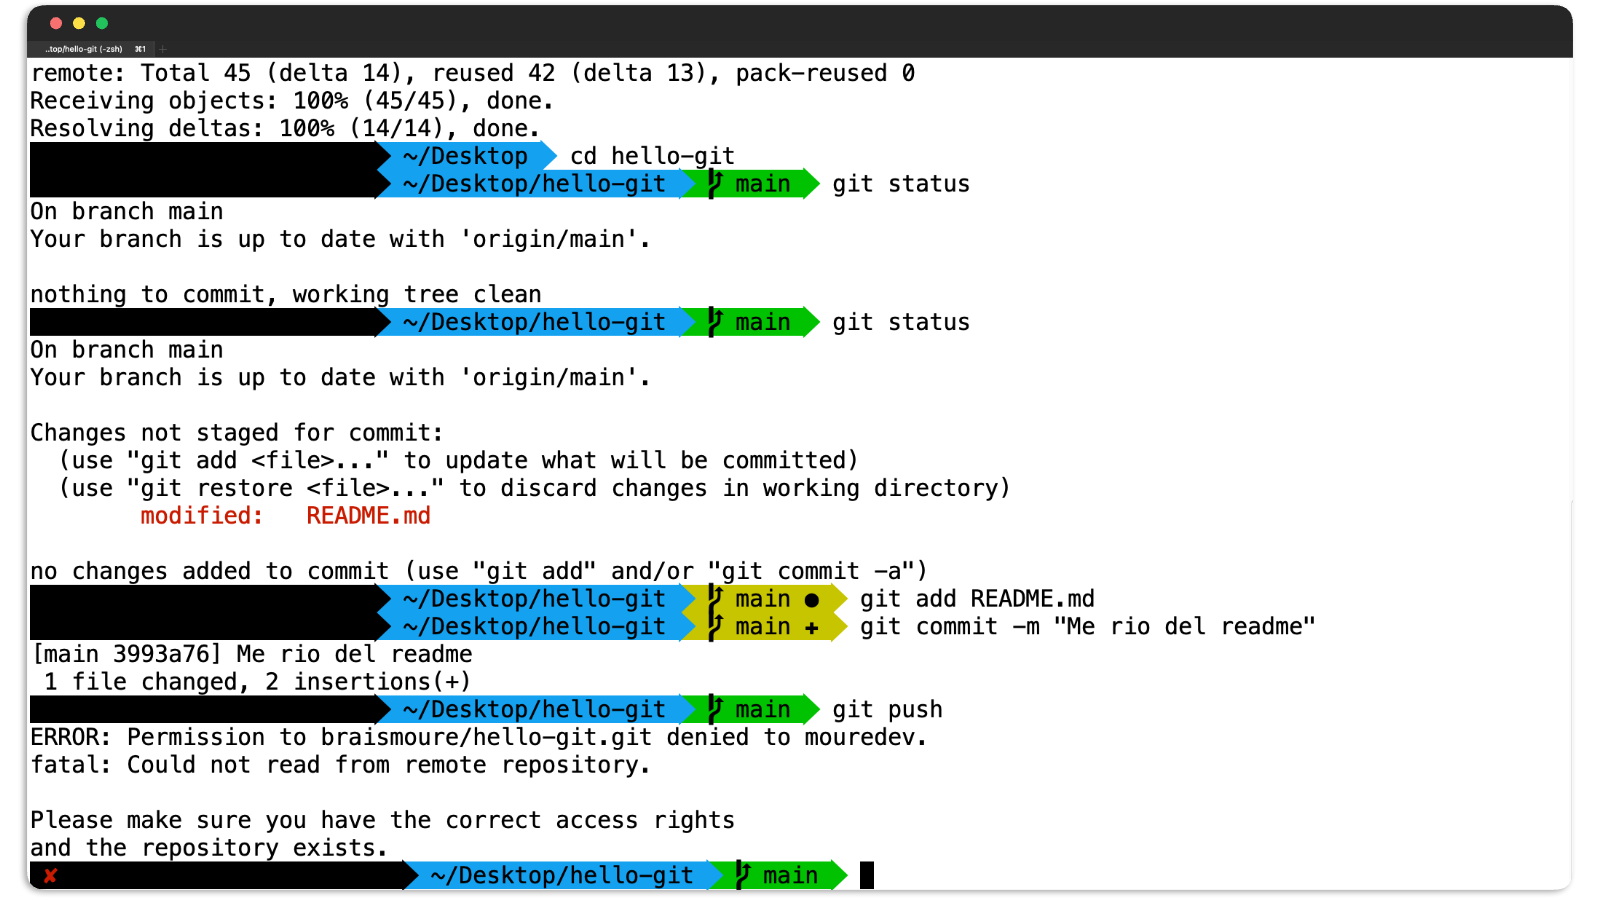 ..top/hello-git (-zsh) ⌘1 +
remote: Total 45 (delta 14), reused 42 (delta 13), pack-reused 0
Receiving objects: 100% (45/45), done.
Resolving deltas: 100% (14/14), done.
~/Desktop cd hello-git
~/Desktop/hello-git main git status
On branch main
Your branch is up to date with 'origin/main'.
nothing to commit, working tree clean
~/Desktop/hello-git main git status
On branch main
Your branch is up to date with 'origin/main'.
Changes not staged for commit:
(use "git add <file>..." to update what will be committed)
(use "git restore <file>..." to discard changes in working directory)
modified: README.md
no changes added to commit (use "git add" and/or "git commit -a")
~/Desktop/hello-git main ● git add README.md
~/Desktop/hello-git main + git commit -m "Me rio del readme"
[main 3993a76] Me rio del readme
1 file changed, 2 insertions(+)
~/Desktop/hello-git main git push
ERROR: Permission to braismoure/hello-git.git denied to mouredev.
fatal: Could not read from remote repository.
Please make sure you have the correct access rights
and the repository exists.
✘ ~/Desktop/hello-git main